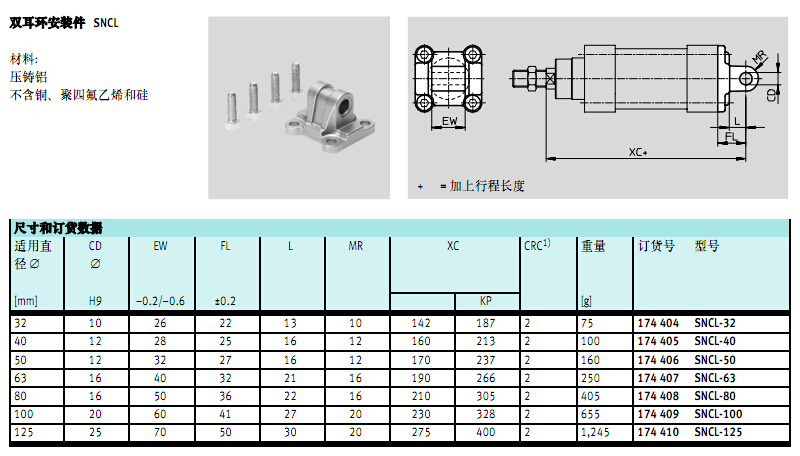 双耳环安装件 SNCL
材料:
压铸铝
不含铜、聚四氟乙烯和硅
MR
CD
EW
L
FL
XC+
+ = 加上行程长度
尺寸和订货数据
适用直径 ∅ CD ∅ EW FL L MR XC CRC1) 重量 订货号 型号
[mm] H9 –0.2/–0.6 ±0.2 KP [g]
32 10 26 22 13 10 142 187 2 75 174 404 SNCL-32
40 12 28 25 16 12 160 213 2 100 174 405 SNCL-40
50 12 32 27 16 12 170 237 2 160 174 406 SNCL-50
63 16 40 32 21 16 190 266 2 250 174 407 SNCL-63
80 16 50 36 22 16 210 305 2 405 174 408 SNCL-80
100 20 60 41 27 20 230 328 2 655 174 409 SNCL-100
125 25 70 50 30 20 275 400 2 1,245 174 410 SNCL-125